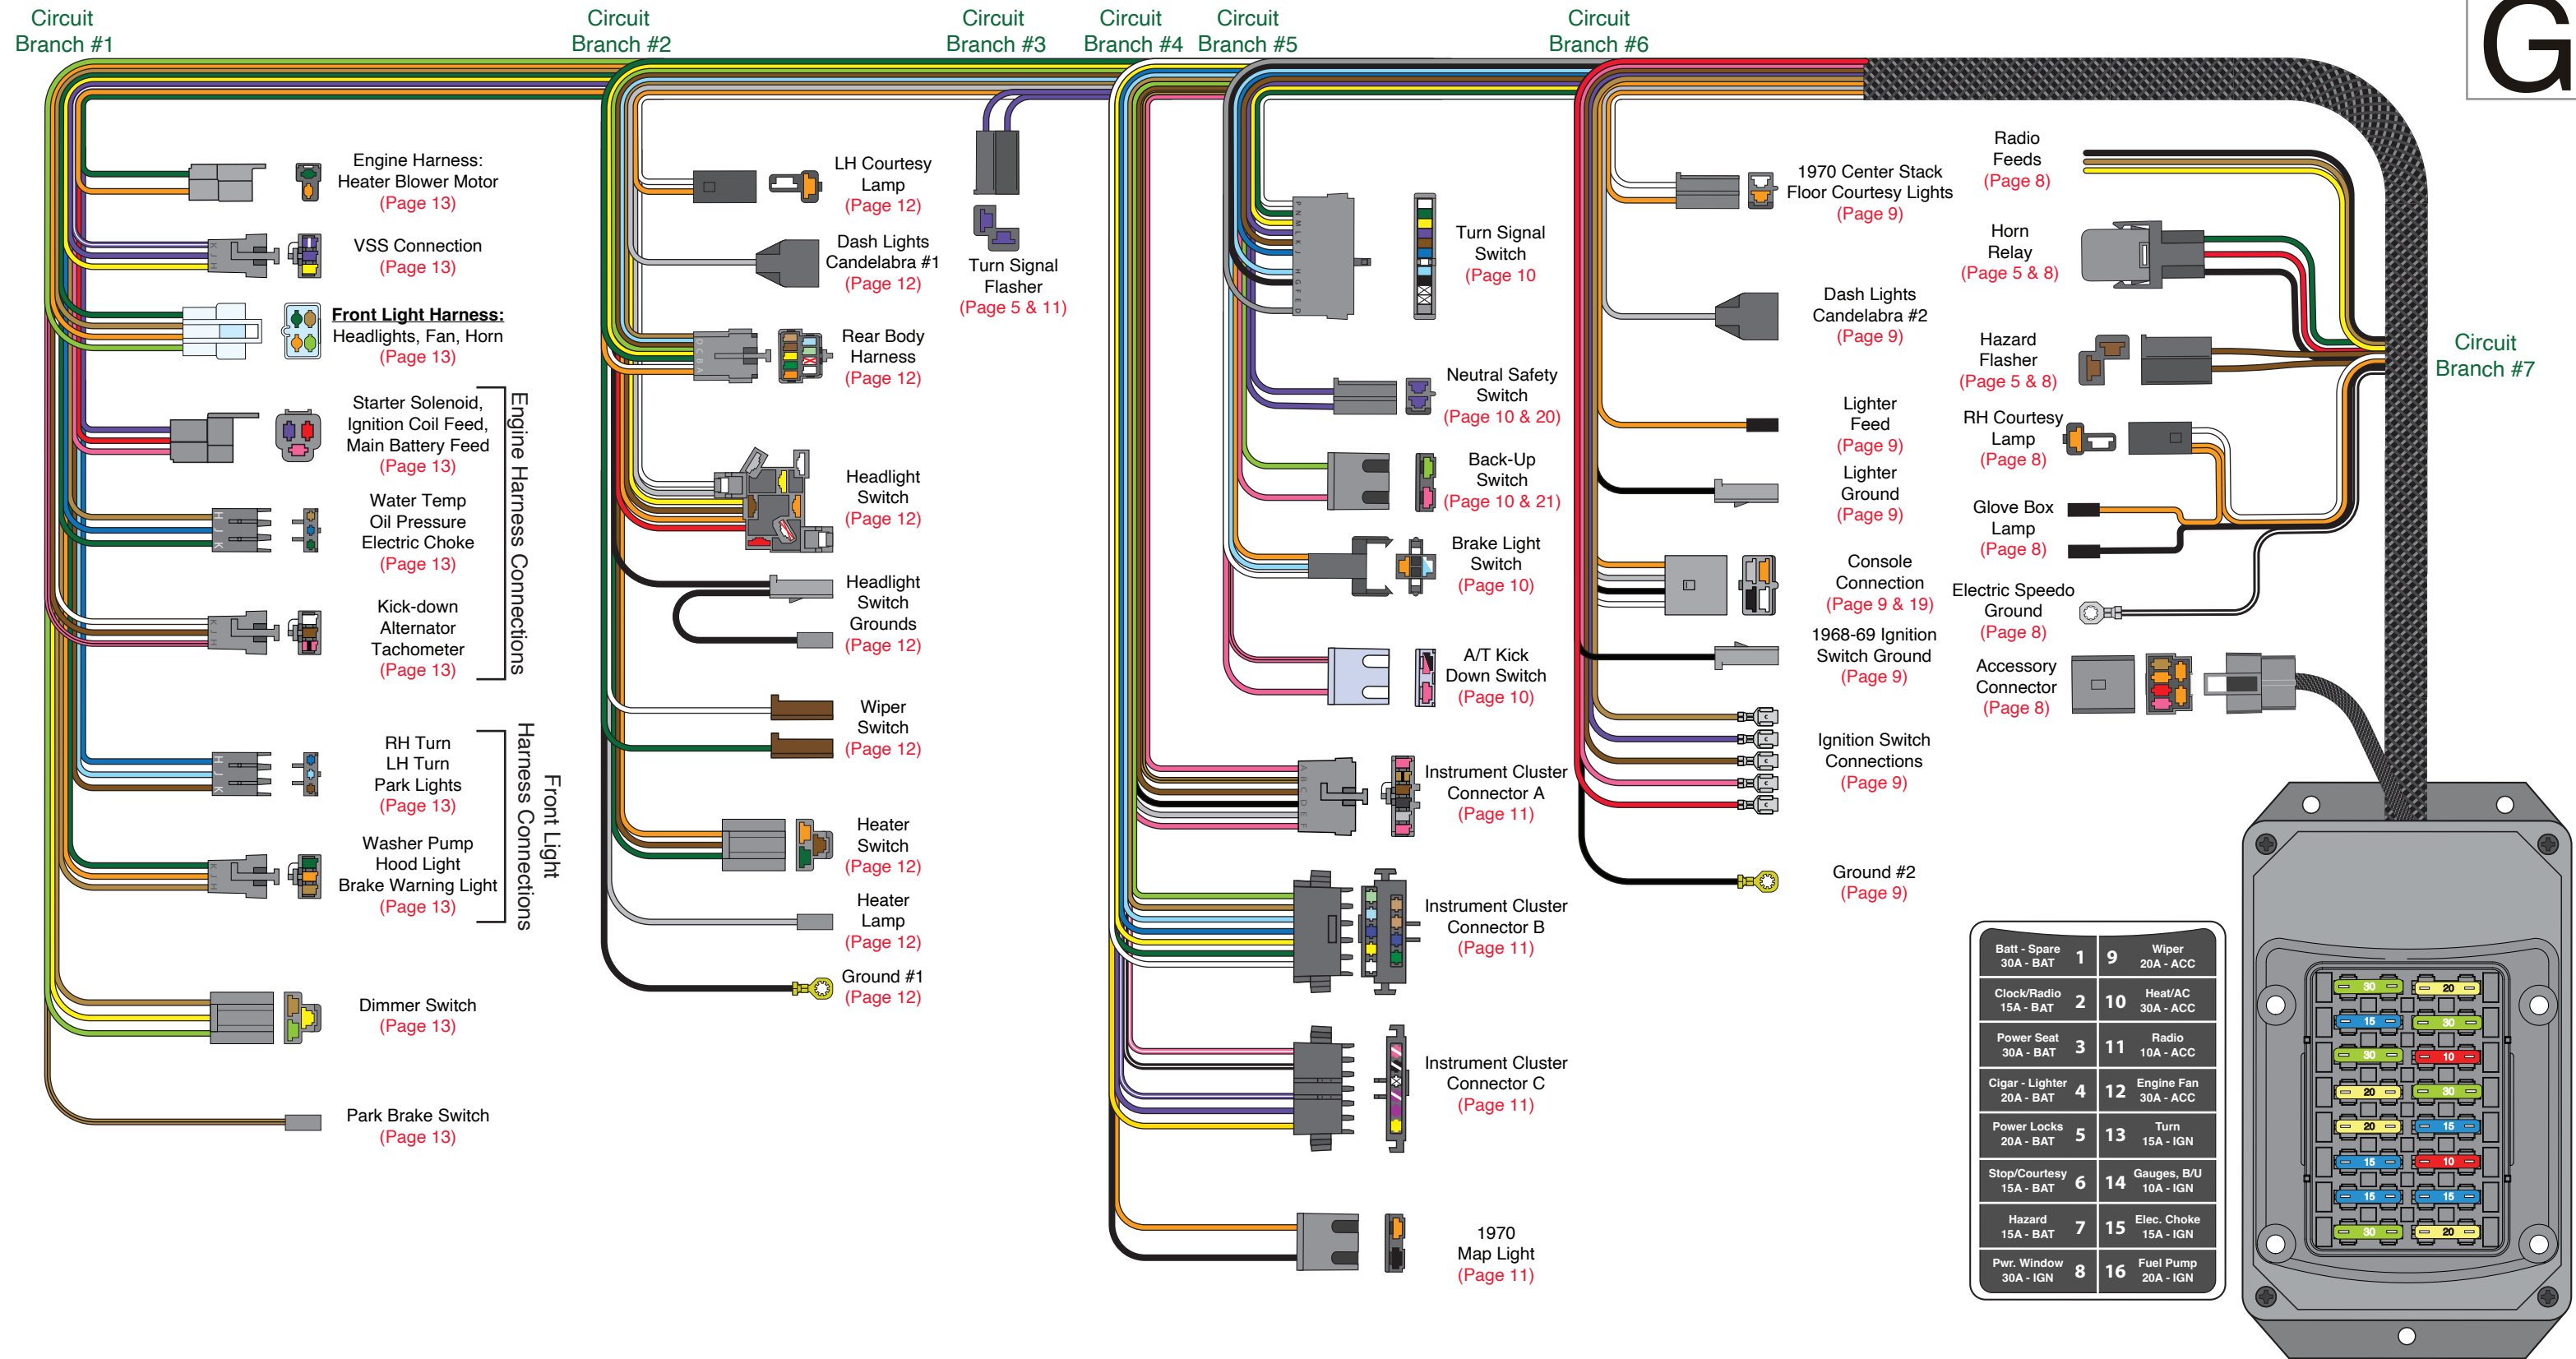 G
Circuit
Branch #1
Circuit
Branch #2
Circuit
Branch #3
Circuit
Branch #4
Circuit
Branch #5
Circuit
Branch #6
Engine Harness:
Heater Blower Motor
(Page 13)
VSS Connection
(Page 13)
K J H
Front Light Harness:
Headlights, Fan, Horn
(Page 13)
Starter Solenoid,
Ignition Coil Feed,
Main Battery Feed
(Page 13)
Water Temp
Oil Pressure
Electric Choke
(Page 13)
H J K
Kick-down
Alternator
Tachometer
(Page 13)
K J H
Engine Harness Connections
RH Turn
LH Turn
Park Lights
(Page 13)
H J K
Washer Pump
Hood Light
Brake Warning Light
(Page 13)
K J H
Front Light
Harness Connections
Dimmer Switch
(Page 13)
Park Brake Switch
(Page 13)
LH Courtesy
Lamp
(Page 12)
Dash Lights
Candelabra #1
(Page 12)
Rear Body
Harness
(Page 12)
D C B A
Headlight
Switch
(Page 12)
Headlight
Switch
Grounds
(Page 12)
Wiper
Switch
(Page 12)
Heater
Switch
(Page 12)
Heater
Lamp
(Page 12)
Ground #1
(Page 12)
Turn Signal
Flasher
(Page 5 & 11)
Turn Signal
Switch
(Page 10
P N M L K J H G F E D
Neutral Safety
Switch
(Page 10 & 20)
Back-Up
Switch
(Page 10 & 21)
Brake Light
Switch
(Page 10)
A/T Kick
Down Switch
(Page 10)
Instrument Cluster
Connector A
(Page 11)
A B C D E F
Instrument Cluster
Connector B
(Page 11)
Instrument Cluster
Connector C
(Page 11)
1970
Map Light
(Page 11)
1970 Center Stack
Floor Courtesy Lights
(Page 9)
Dash Lights
Candelabra #2
(Page 9)
Lighter
Feed
(Page 9)
Lighter
Ground
(Page 9)
Console
Connection
(Page 9 & 19)
1968-69 Ignition
Switch Ground
(Page 9)
Ignition Switch
Connections
(Page 9)
Ground #2
(Page 9)
Radio
Feeds
(Page 8)
Horn
Relay
(Page 5 & 8)
Hazard
Flasher
(Page 5 & 8)
RH Courtesy
Lamp
(Page 8)
Glove Box
Lamp
(Page 8)
Electric Speedo
Ground
(Page 8)
Accessory
Connector
(Page 8)
Circuit
Branch #7
Batt - Spare
30A - BAT
1 9
Wiper
20A - ACC
Clock/Radio
15A - BAT
2 10
Heat/AC
30A - ACC
Power Seat
30A - BAT
3 11
Radio
10A - ACC
Cigar - Lighter
20A - BAT
4 12
Engine Fan
30A - ACC
Power Locks
20A - BAT
5 13
Turn
15A - IGN
Stop/Courtesy
15A - BAT
6 14
Gauges, B/U
10A - IGN
Hazard
15A - BAT
7 15
Elec. Choke
15A - IGN
Pwr. Window
30A - IGN
8 16
Fuel Pump
20A - IGN
30 20
15 30
30 10
20 30
20 15
15 10
15 15
30 20